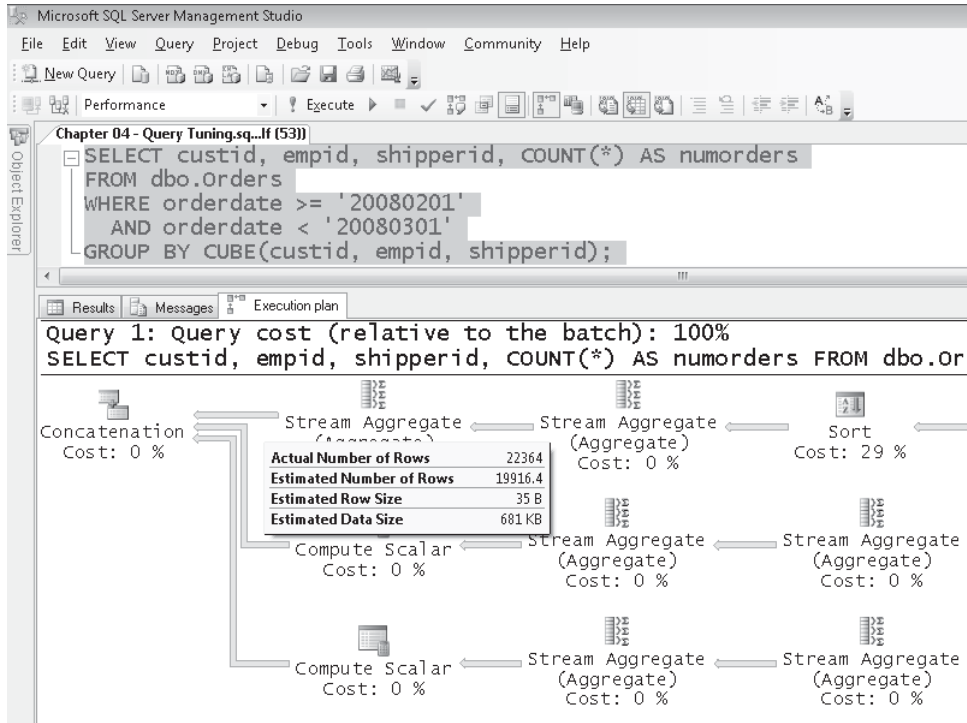 Microsoft SQL Server Management Studio
File Edit View Query Project Debug Tools Window Community Help
New Query
Performance Execute
Object Explorer
Chapter 04 - Query Tuning.sq...lf (53))
SELECT custid, empid, shipperid, COUNT(*) AS numorders
FROM dbo.Orders
WHERE orderdate >= '20080201'
AND orderdate < '20080301'
GROUP BY CUBE(custid, empid, shipperid);
Results Messages Execution plan
Query 1: Query cost (relative to the batch): 100%
SELECT custid, empid, shipperid, COUNT(*) AS numorders FROM dbo.Or
Concatenation
Cost: 0 %
Stream Aggregate
(Aggregate)
Stream Aggregate
(Aggregate)
Cost: 0 %
Sort
Cost: 29 %
Actual Number of Rows 22364
Estimated Number of Rows 19916.4
Estimated Row Size 35 B
Estimated Data Size 681 KB
Compute Scalar
Cost: 0 %
Stream Aggregate
(Aggregate)
Cost: 0 %
Stream Aggregate
(Aggregate)
Cost: 0 %
Compute Scalar
Cost: 0 %
Stream Aggregate
(Aggregate)
Cost: 0 %
Stream Aggregate
(Aggregate)
Cost: 0 %